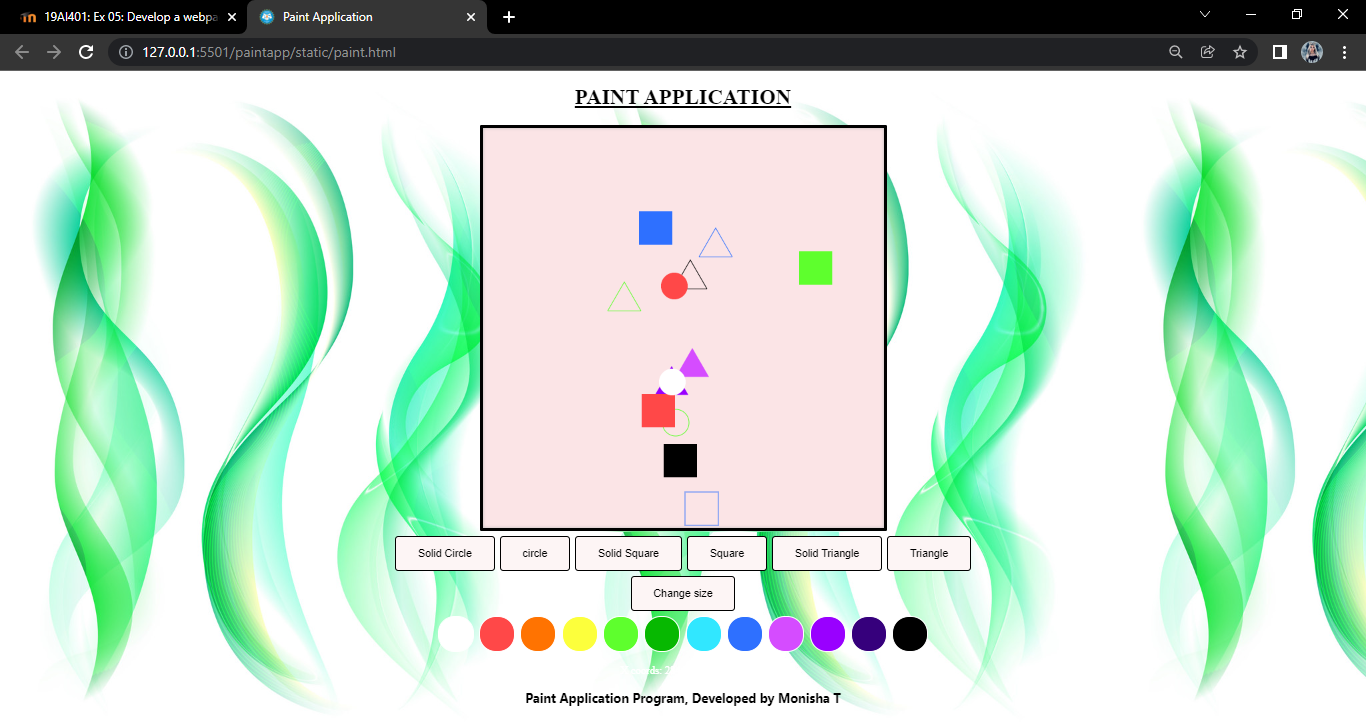 19AI401: Ex 05: Develop a webpa
Paint Application
127.0.0.1:5501/paintapp/static/paint.html
PAINT APPLICATION
Solid Circle
circle
Solid Square
Square
Solid Triangle
Triangle
Change size
Paint Application Program, Developed by Monisha T